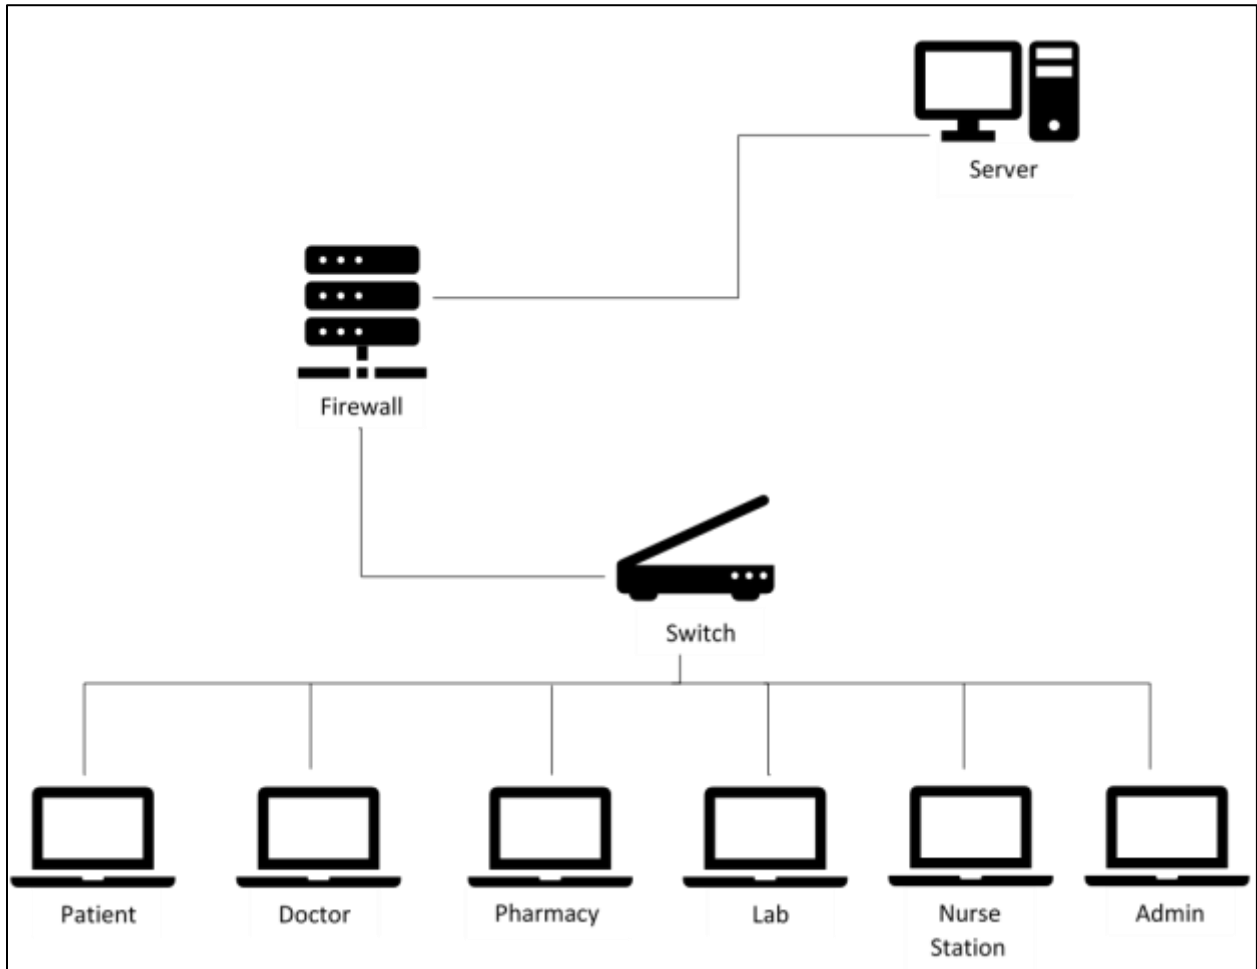 Server
Firewall
Switch
Patient
Doctor
Pharmacy
Lab
Nurse
Station
Admin